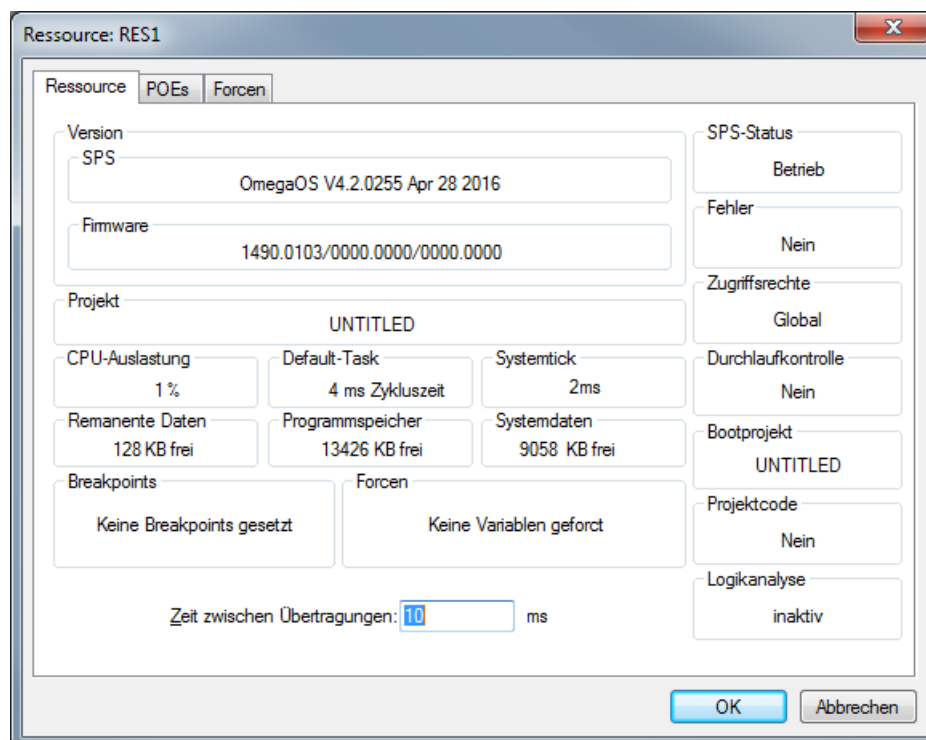 Ressource: RES1
Ressource POEs Forcen
Version
SPS
OmegaOS V4.2.0255 Apr 28 2016
Firmware
1490.0103/0000.0000/0000.0000
Projekt
UNTITLED
CPU-Auslastung
1 %
Default-Task
4 ms Zykluszeit
Systemtick
2ms
Remanente Daten
128 KB frei
Programmspeicher
13426 KB frei
Systemdaten
9058 KB frei
Breakpoints
Keine Breakpoints gesetzt
Forcen
Keine Variablen geforct
Zeit zwischen Übertragungen: 10 ms
SPS-Status
Betrieb
Fehler
Nein
Zugriffsrechte
Global
Durchlaufkontrolle
Nein
Bootprojekt
UNTITLED
Projektcode
Nein
Logikanalyse
inaktiv
OK Abbrechen